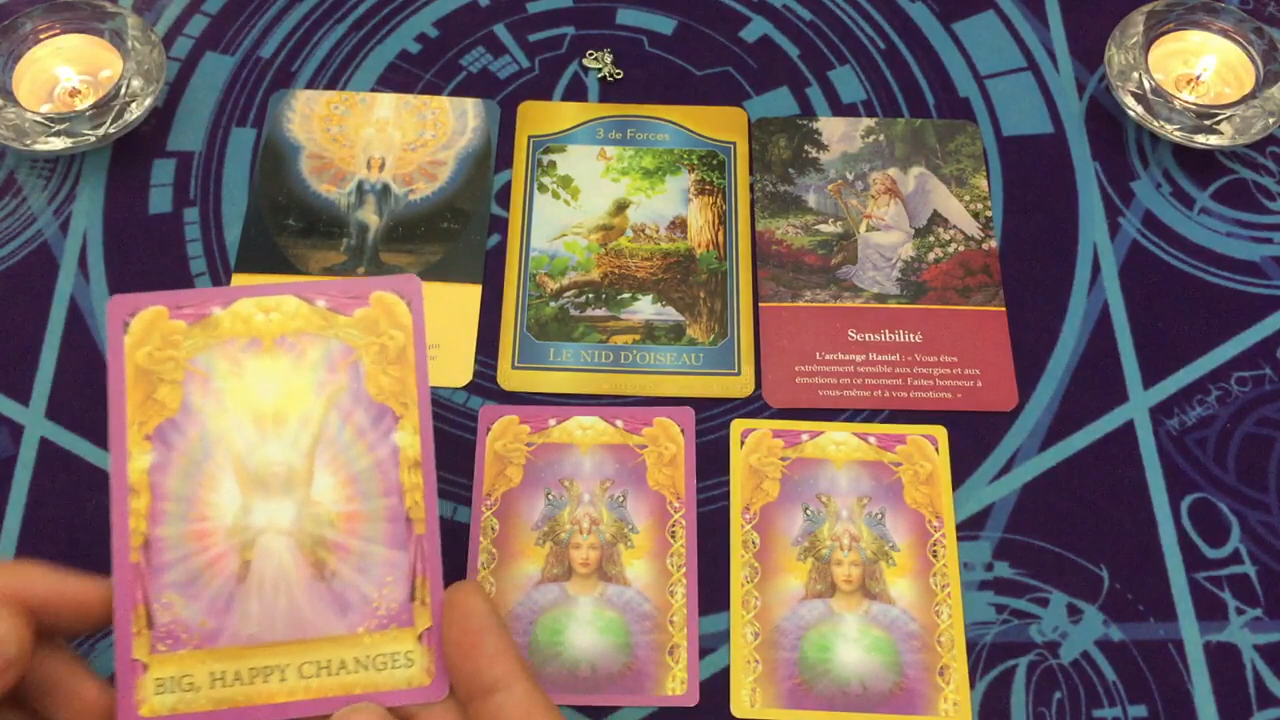 3 de Forces
LE NID D'OISEAU
Sensibilité
L'archange Haniel : « Vous êtes
extrêmement sensible aux énergies et aux
émotions en ce moment. Faites honneur à
vous-même et à vos émotions. »
BIG, HAPPY CHANGES